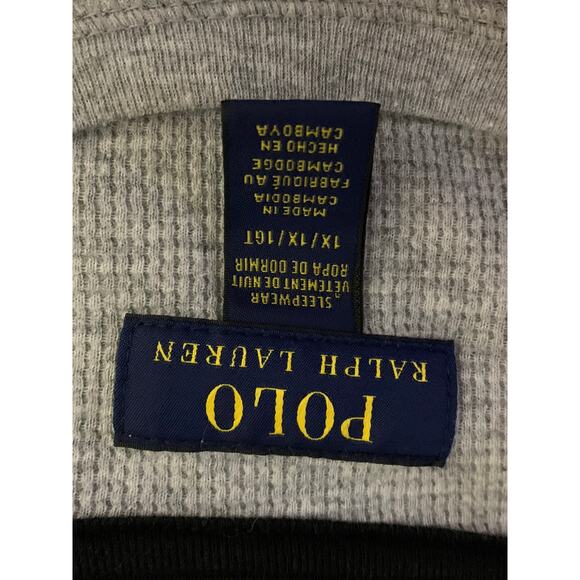 POLO
RALPH LAUREN
SLEEPWEAR
VÊTEMENT DE NUIT
ROPA DE DORMIR
1X/1X/1GT
MADE IN
CAMBODIA
FABRIQUÉ AU
CAMBODGE
HECHO EN
CAMBOYA